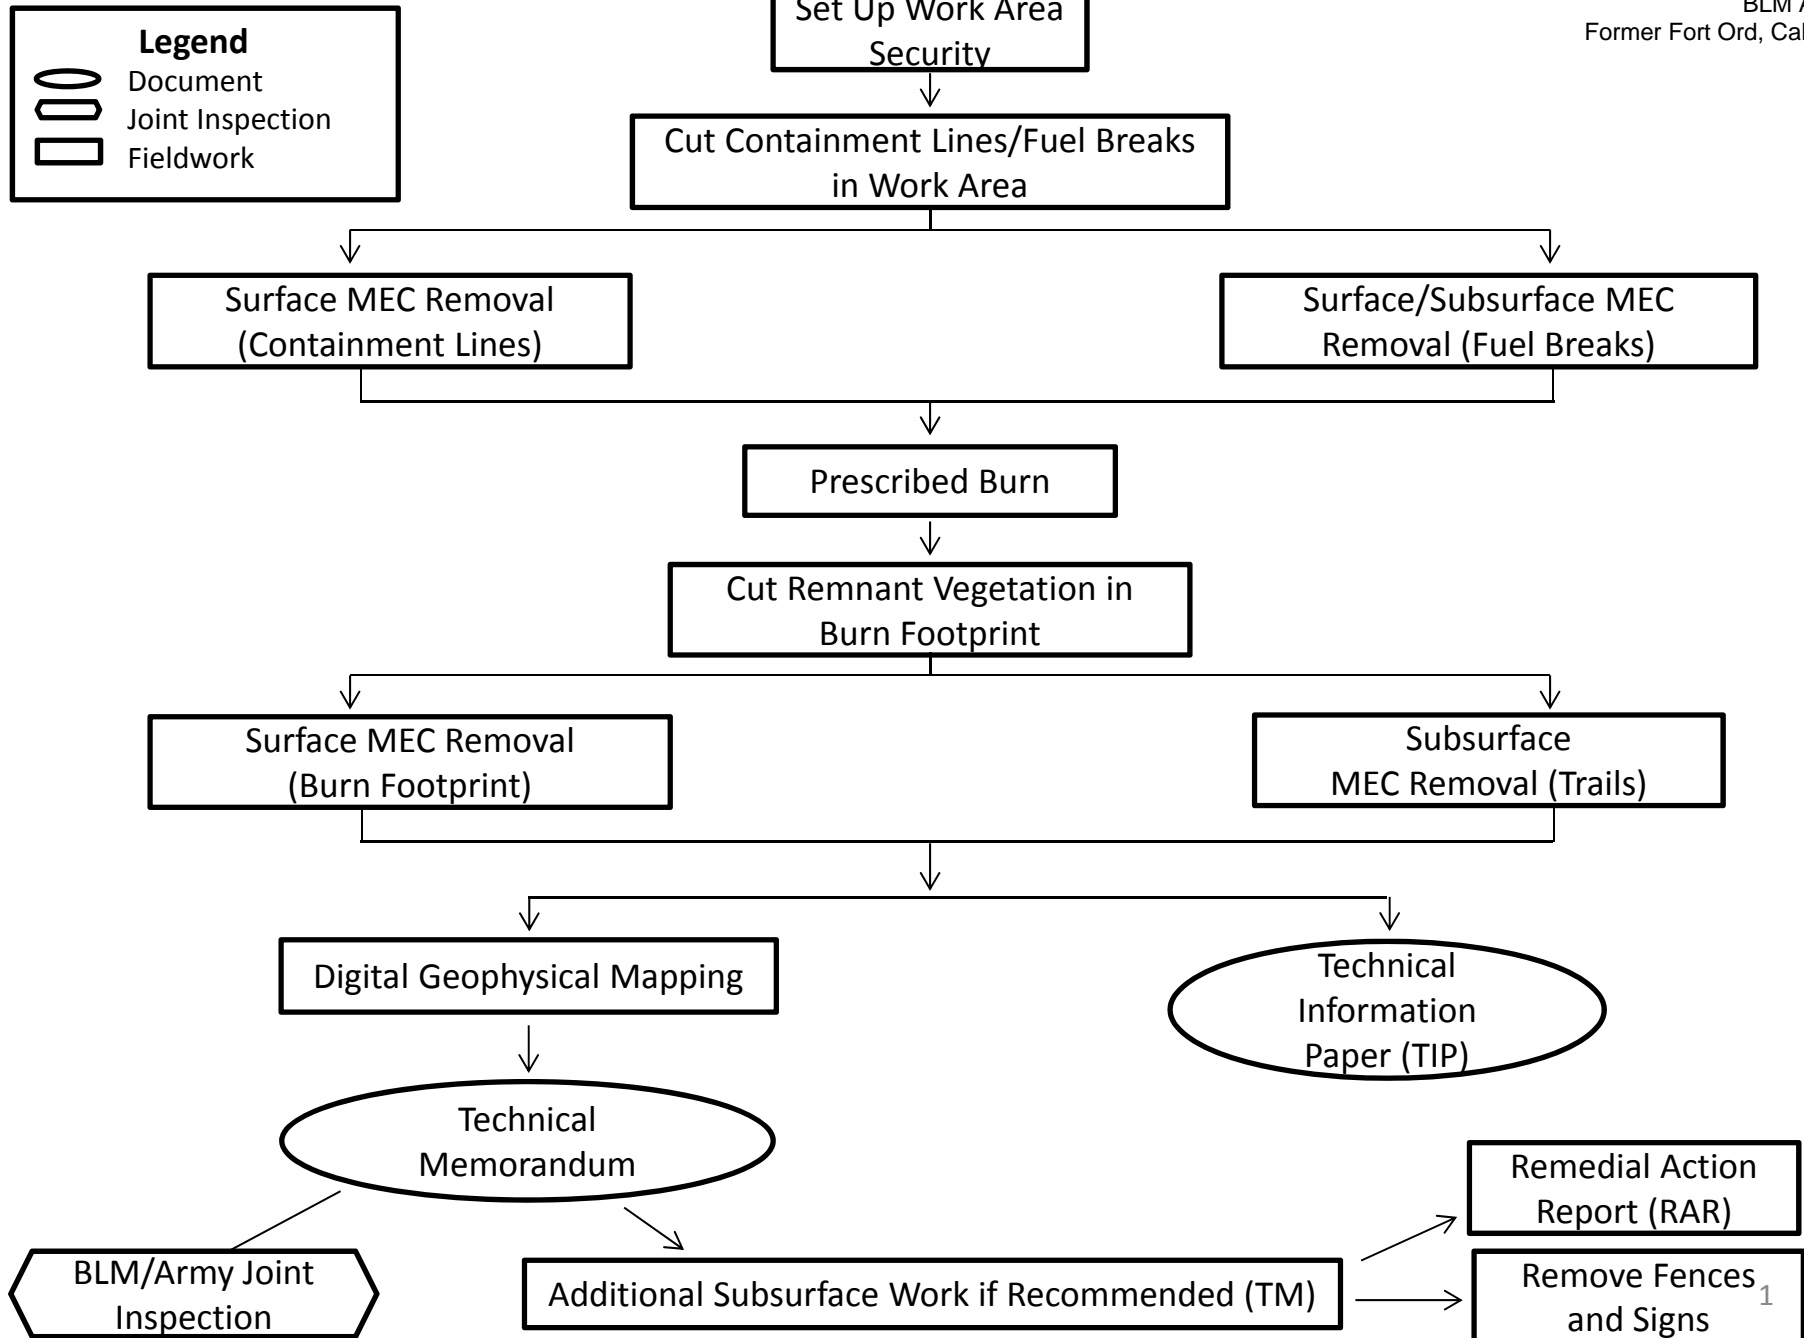 Legend
Document
Joint Inspection
Fieldwork
Set Up Work Area
Security
BLM
Former Fort Ord,
Cut Containment Lines/Fuel Breaks
in Work Area
Surface MEC Removal
(Containment Lines)
Surface/Subsurface MEC
Removal (Fuel Breaks)
Prescribed Burn
Cut Remnant Vegetation in
Burn Footprint
Surface MEC Removal
(Burn Footprint)
Subsurface
MEC Removal (Trails)
Digital Geophysical Mapping
Technical
Information
Paper (TIP)
Technical
Memorandum
Remedial Action
Report (RAR)
BLM/Army Joint
Inspection
Additional Subsurface Work if Recommended (TM)
Remove Fences
and Signs
1